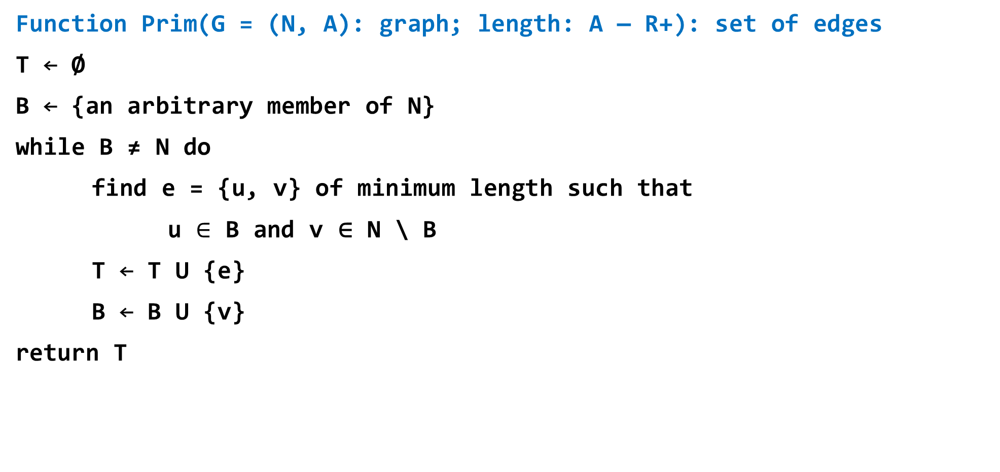 Function Prim(G = (N, A): graph; length: A – R+): set of edges
T ← Ø
B ← {an arbitrary member of N}
while B ≠ N do
find e = {u, v} of minimum length such that
u ∈ B and v ∈ N \ B
T ← T U {e}
B ← B U {v}
return T